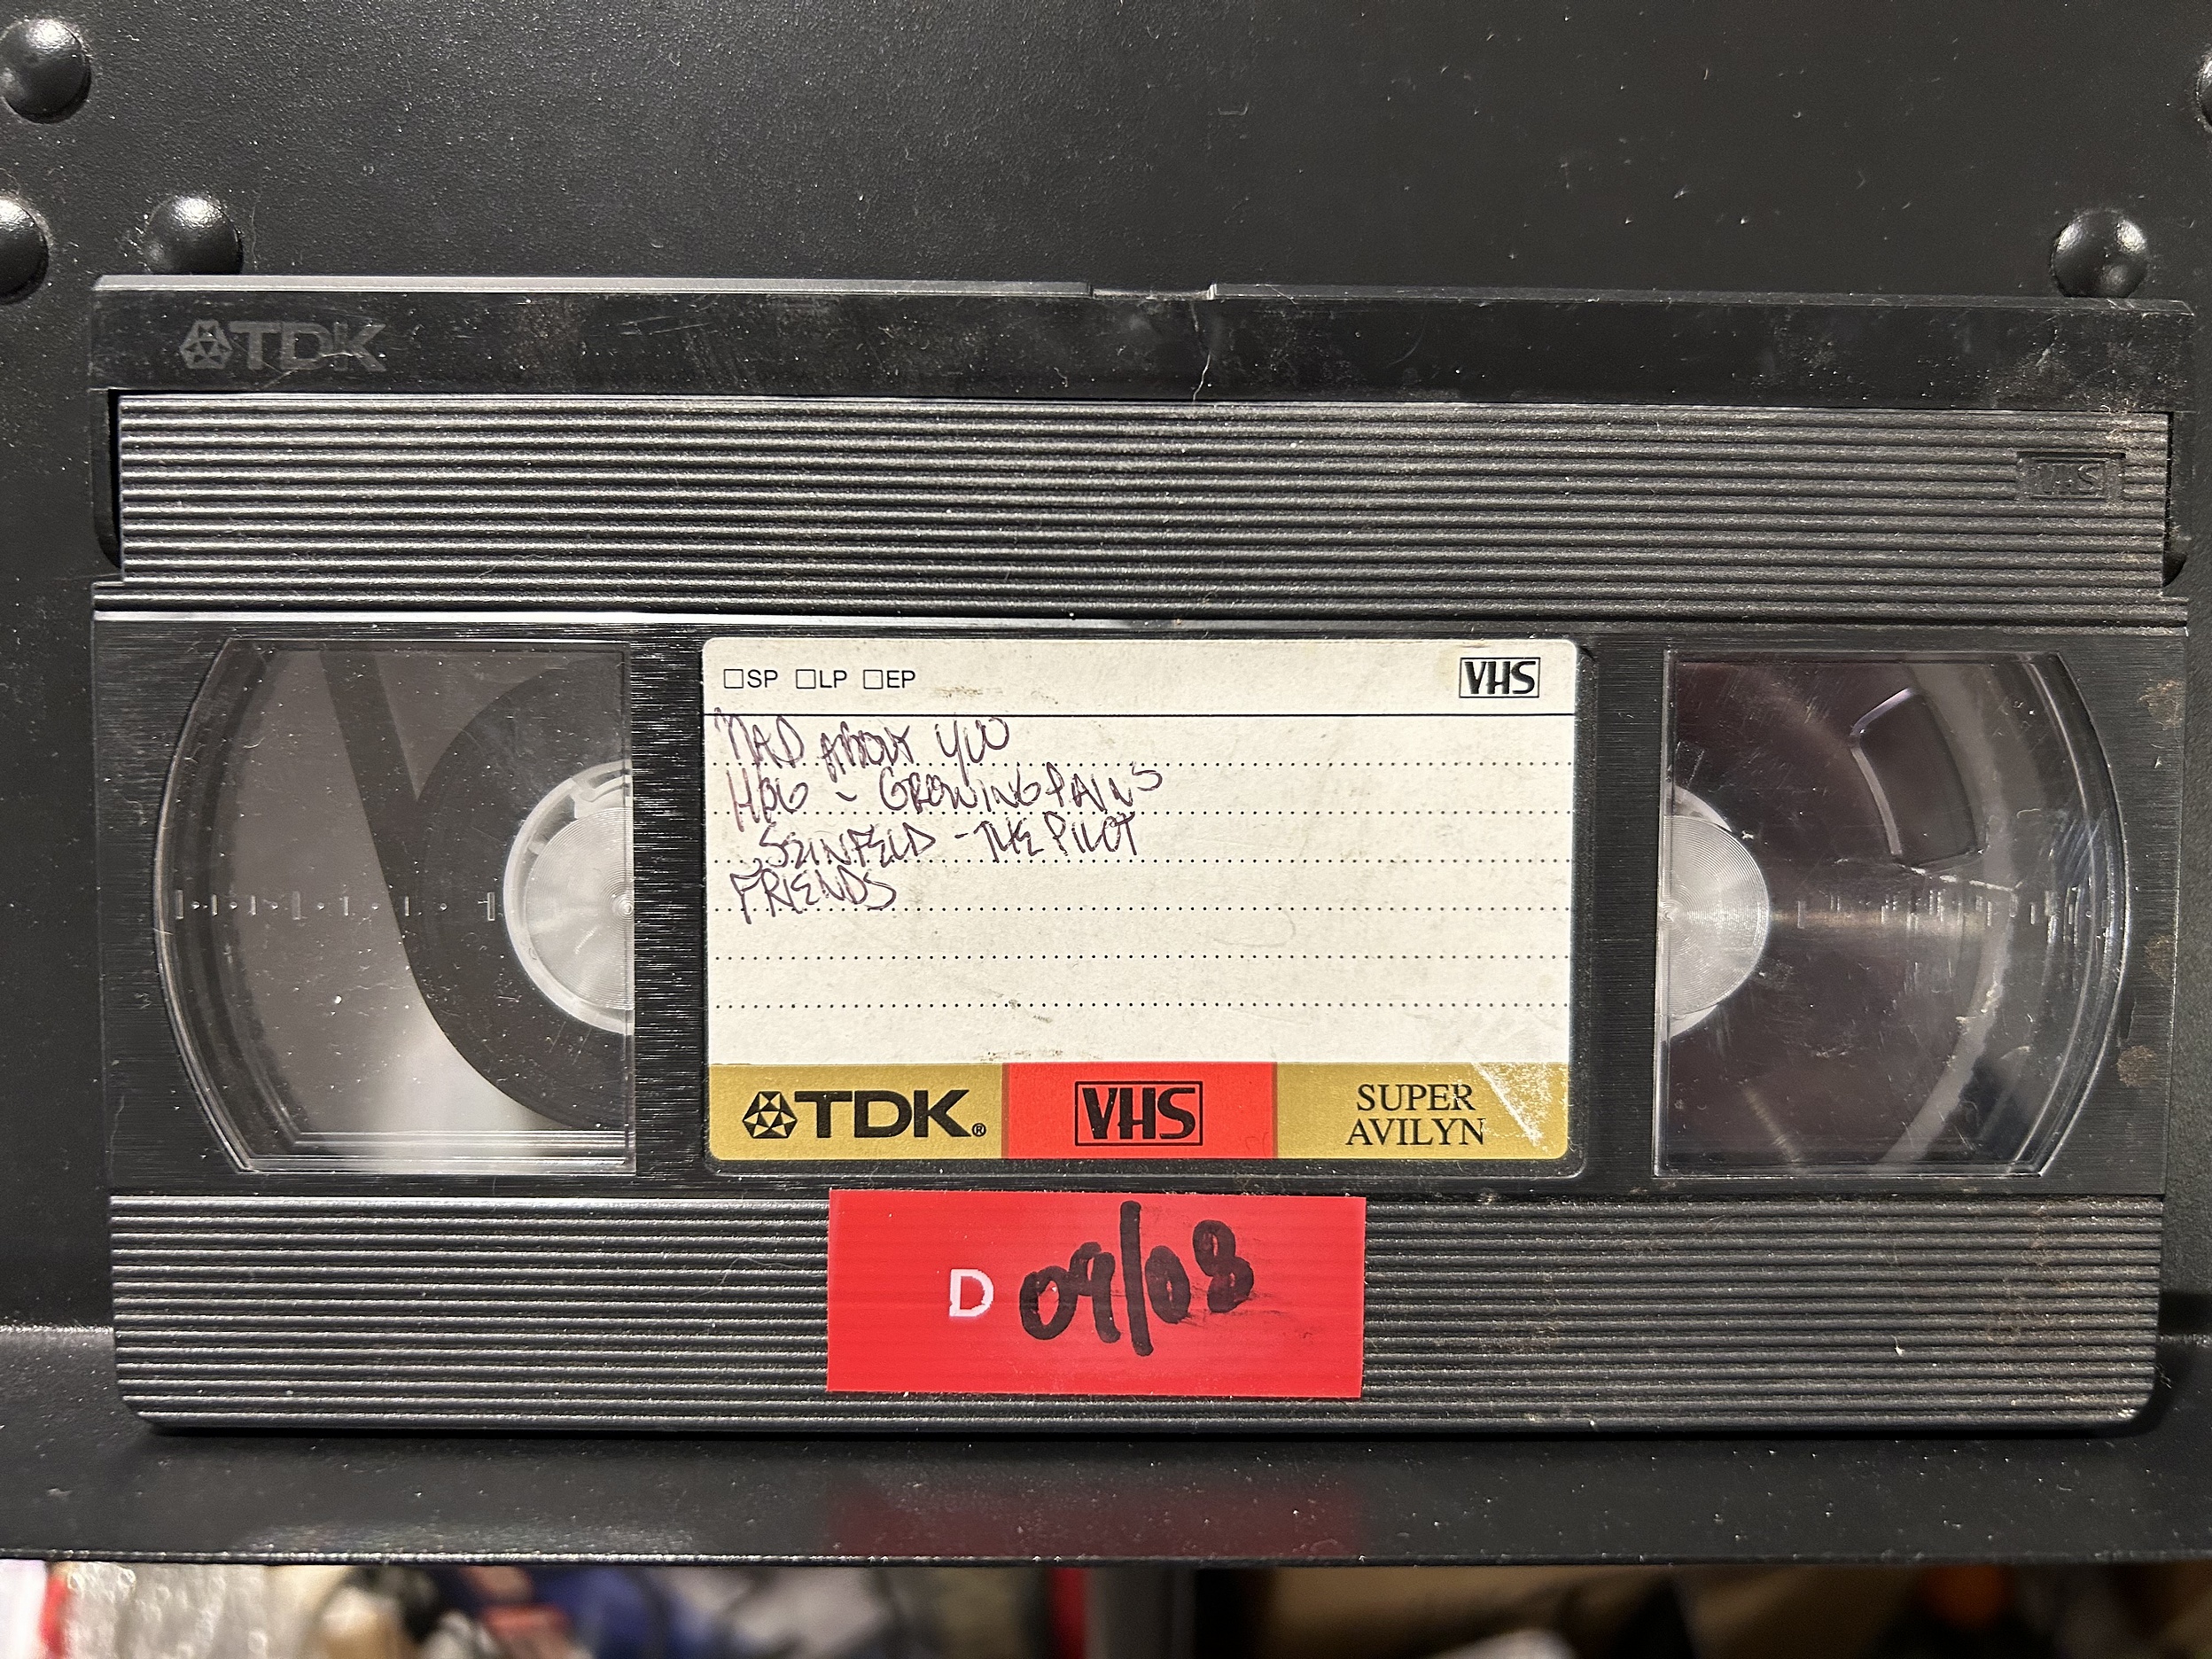 TDK
VHS
☐SP ☐LP ☐EP VHS
MAD ABOUT YOU
- GROWING PAINS
SEINFELD - THE PILOT
FRIENDS
TDK® VHS SUPER AVILYN
D 09/08